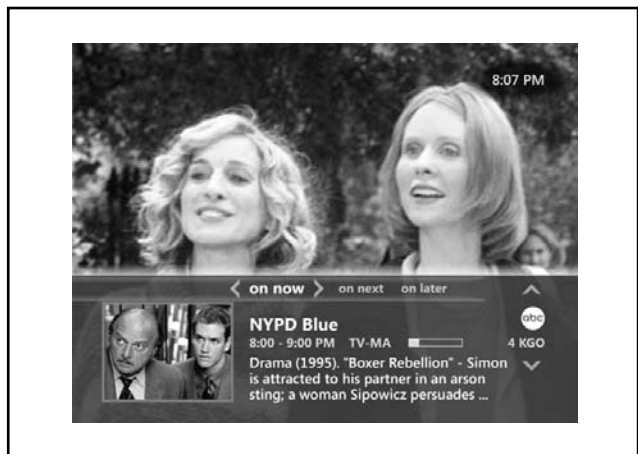 8:07 PM
on now on next on later
NYPD Blue
abc
8:00 - 9:00 PM TV-MA 4 KGO
Drama (1995). "Boxer Rebellion" - Simon
is attracted to his partner in an arson
sting; a woman Sipowicz persuades ...